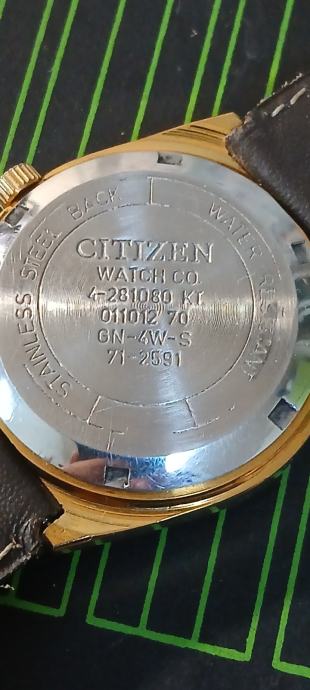 STAINLESS STEEL BACK
WATER RESISTANT
CITIZEN
WATCH CO.
4-281080 Kt
011012 70
GN-4W-S
71-2591